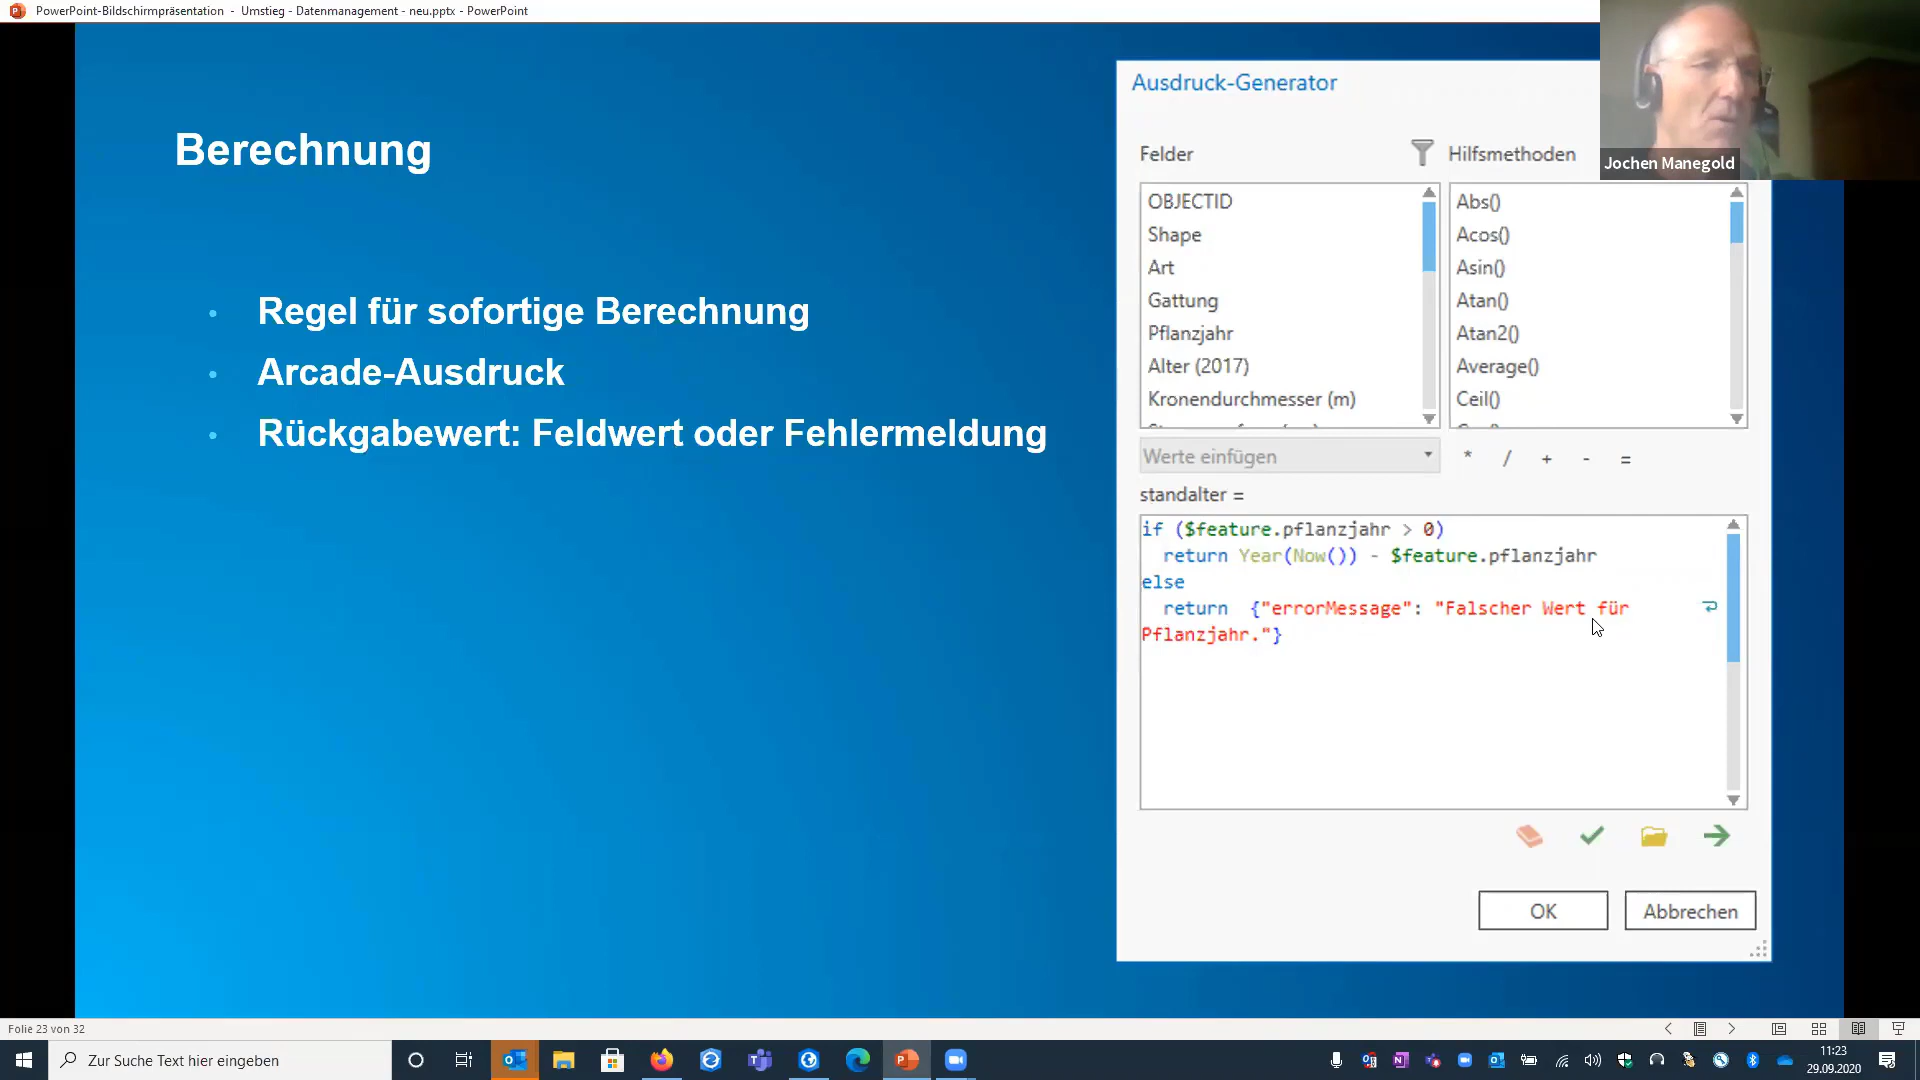 PowerPoint-Bildschirmpräsentation - Umstieg - Datenmanagement - neu.pptx - PowerPoint
Jochen Manegold
Berechnung
Regel für sofortige Berechnung
Arcade-Ausdruck
Rückgabewert: Feldwert oder Fehlermeldung
Ausdruck-Generator
Felder
Hilfsmethoden
OBJECTID
Shape
Art
Gattung
Pflanzjahr
Alter (2017)
Kronendurchmesser (m)
Abs()
Acos()
Asin()
Atan()
Atan2()
Average()
Ceil()
Werte einfügen
* / + - =
standalter =
if ($feature.pflanzjahr > 0)
return Year(Now()) - $feature.pflanzjahr
else
return {"errorMessage": "Falscher Wert für
Pflanzjahr."}
OK
Abbrechen
Folie 23 von 32
Zur Suche Text hier eingeben
11:23
29.09.2020